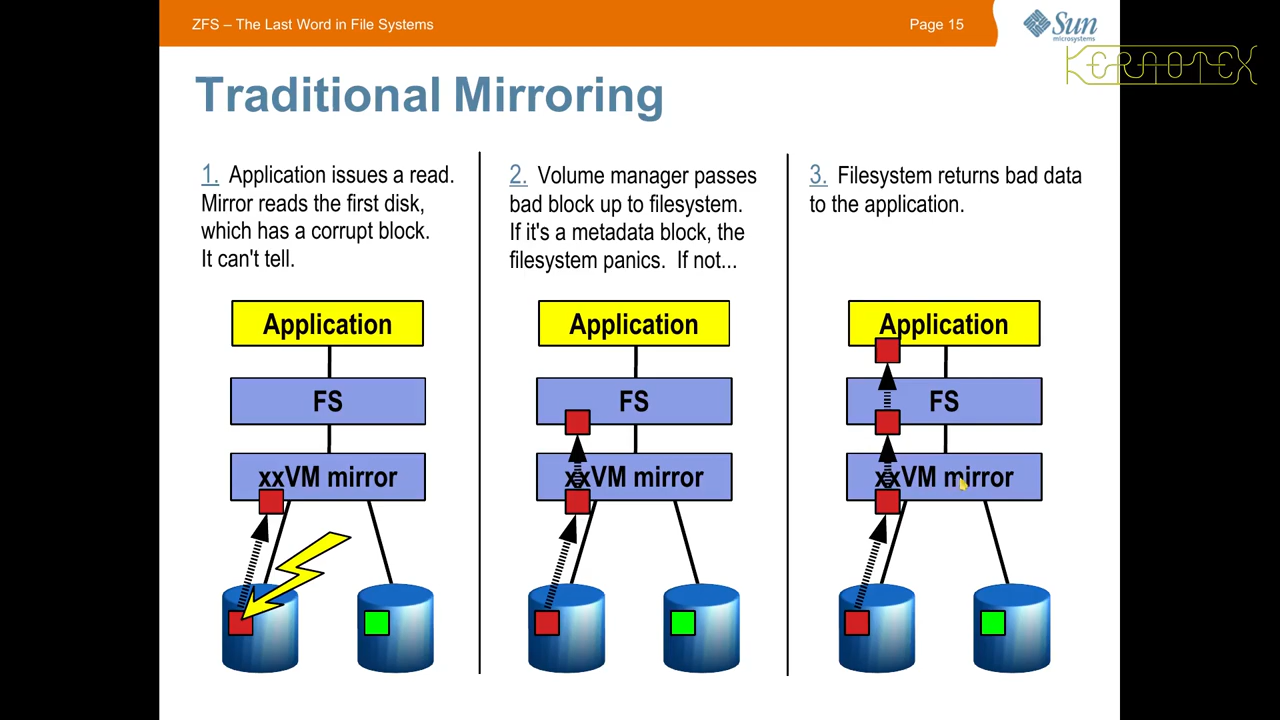 ZFS – The Last Word in File Systems
Page 15
Sun
microsystems
KERNOTEX
Traditional Mirroring
1. Application issues a read.
Mirror reads the first disk,
which has a corrupt block.
It can't tell.
2. Volume manager passes
bad block up to filesystem.
If it's a metadata block, the
filesystem panics. If not...
3. Filesystem returns bad data
to the application.
Application
FS
xxVM mirror
Application
FS
xxVM mirror
Application
FS
xxVM mirror